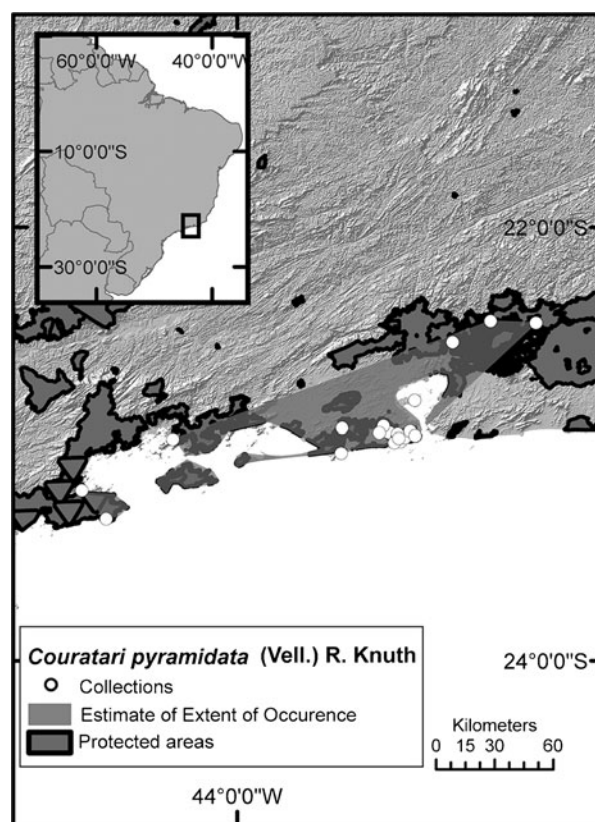 60°0'0"W 40°0'0"W
10°0'0"S
30°0'0"S
22°0'0"S
Couratari pyramidata (Vell.) R. Knuth
Collections
Estimate of Extent of Occurence
Protected areas
24°0'0"S
Kilometers
0 15 30 60
44°0'0"W